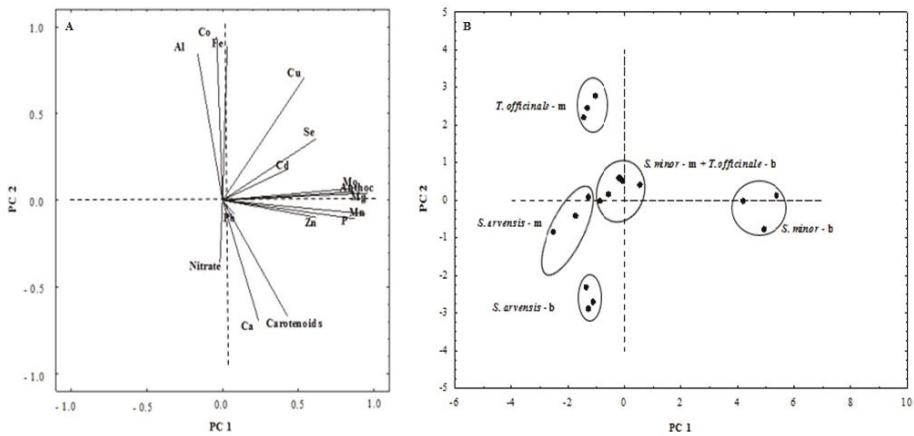 A
1.0
0.5
0.0
- 0.5
- 1.0
PC 2
Co
Fe
Al
Cu
Se
Cd
Mo
Anthoc
Mg
Mn
P
Zn
Pb
Nitrate
Ca
Carotenoids
- 1.0
- 0.5
0.0
0.5
1.0
PC 1
B
5
4
3
2
1
0
-1
-2
-3
-4
-5
PC 2
T. officinale - m
S. minor - m + T. officinale - b
S. arvensis - m
S. minor - b
S. arvensis - b
-6
-4
-2
0
2
4
6
8
10
PC 1